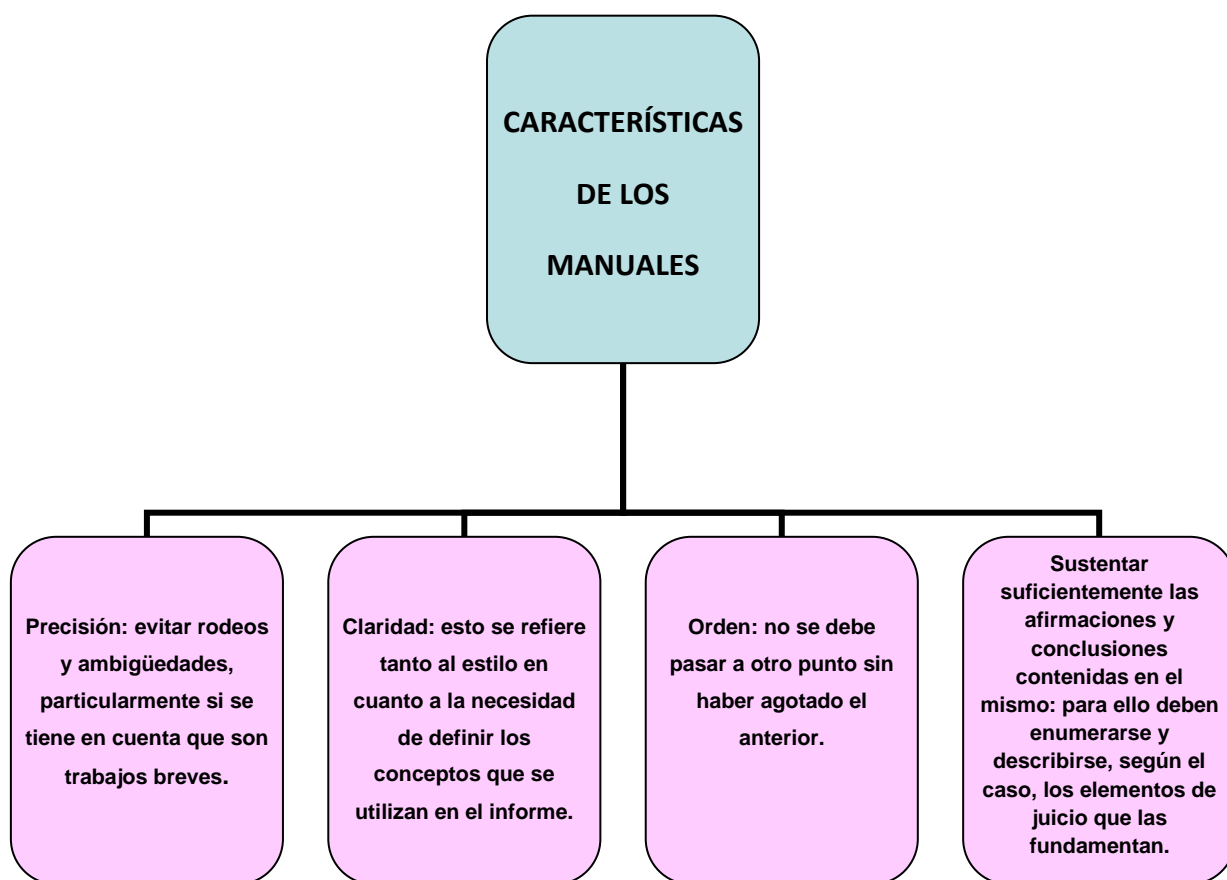 CARACTERÍSTICAS
DE LOS
MANUALES
Precisión: evitar rodeos
y ambigüedades,
particularmente si se
tiene en cuenta que son
trabajos breves.
Claridad: esto se refiere
tanto al estilo en
cuanto a la necesidad
de definir los
conceptos que se
utilizan en el informe.
Orden: no se debe
pasar a otro punto sin
haber agotado el
anterior.
Sustentar
suficientemente las
afirmaciones y
conclusiones
contenidas en el
mismo: para ello deben
enumerarse y
describirse, según el
caso, los elementos de
juicio que las
fundamentan.